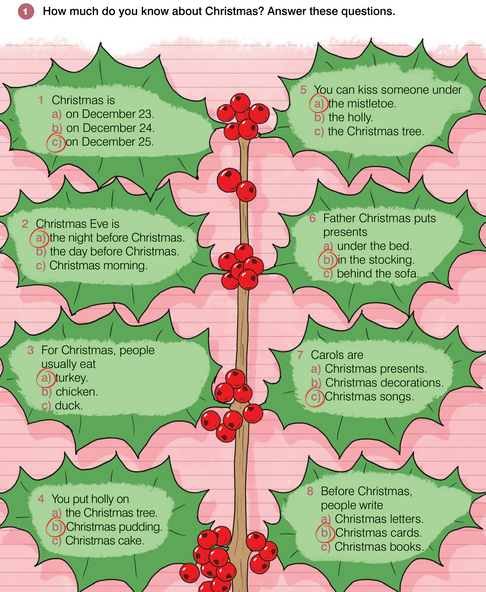 1 How much do you know about Christmas? Answer these questions.
1 Christmas is
a) on December 23.
b) on December 24.
c) on December 25.
2 Christmas Eve is
a) the night before Christmas.
b) the day before Christmas.
c) Christmas morning.
3 For Christmas, people
usually eat
a) turkey.
b) chicken.
c) duck.
4 You put holly on
a) the Christmas tree.
b) Christmas pudding.
c) Christmas cake.
5 You can kiss someone under
a) the mistletoe.
b) the holly.
c) the Christmas tree.
6 Father Christmas puts
presents
a) under the bed.
b) in the stocking.
c) behind the sofa.
7 Carols are
a) Christmas presents.
b) Christmas decorations.
c) Christmas songs.
8 Before Christmas,
people write
a) Christmas letters.
b) Christmas cards.
c) Christmas books.